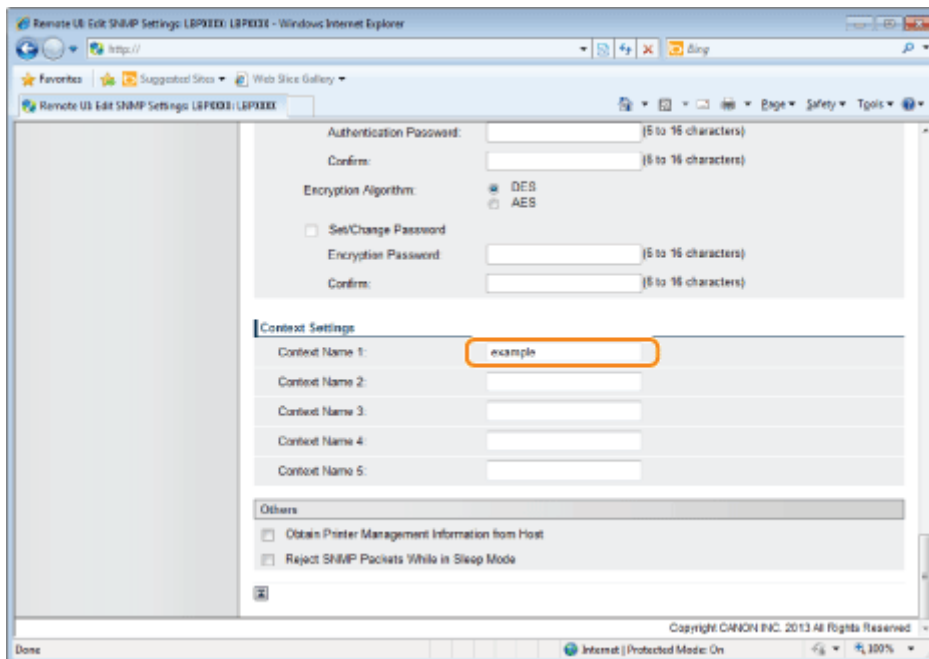 Remote UI: Edit SNMP Settings: LBPXXXX: LBPXXXX - Windows Internet Explorer
http://
Bing
Favorites Suggested Sites Web Slice Gallery
Remote UI: Edit SNMP Settings: LBPXXXX: LBPXXXX
Page Safety Tools
Authentication Password: (6 to 16 characters)
Confirm: (6 to 16 characters)
Encryption Algorithm: DES
AES
Set/Change Password
Encryption Password: (6 to 16 characters)
Confirm: (6 to 16 characters)
Context Settings
Context Name 1: example
Context Name 2:
Context Name 3:
Context Name 4:
Context Name 5:
Others
Obtain Printer Management Information from Host
Reject SNMP Packets While in Sleep Mode
Copyright CANON INC. 2013 All Rights Reserved
Done Internet | Protected Mode: On 100%